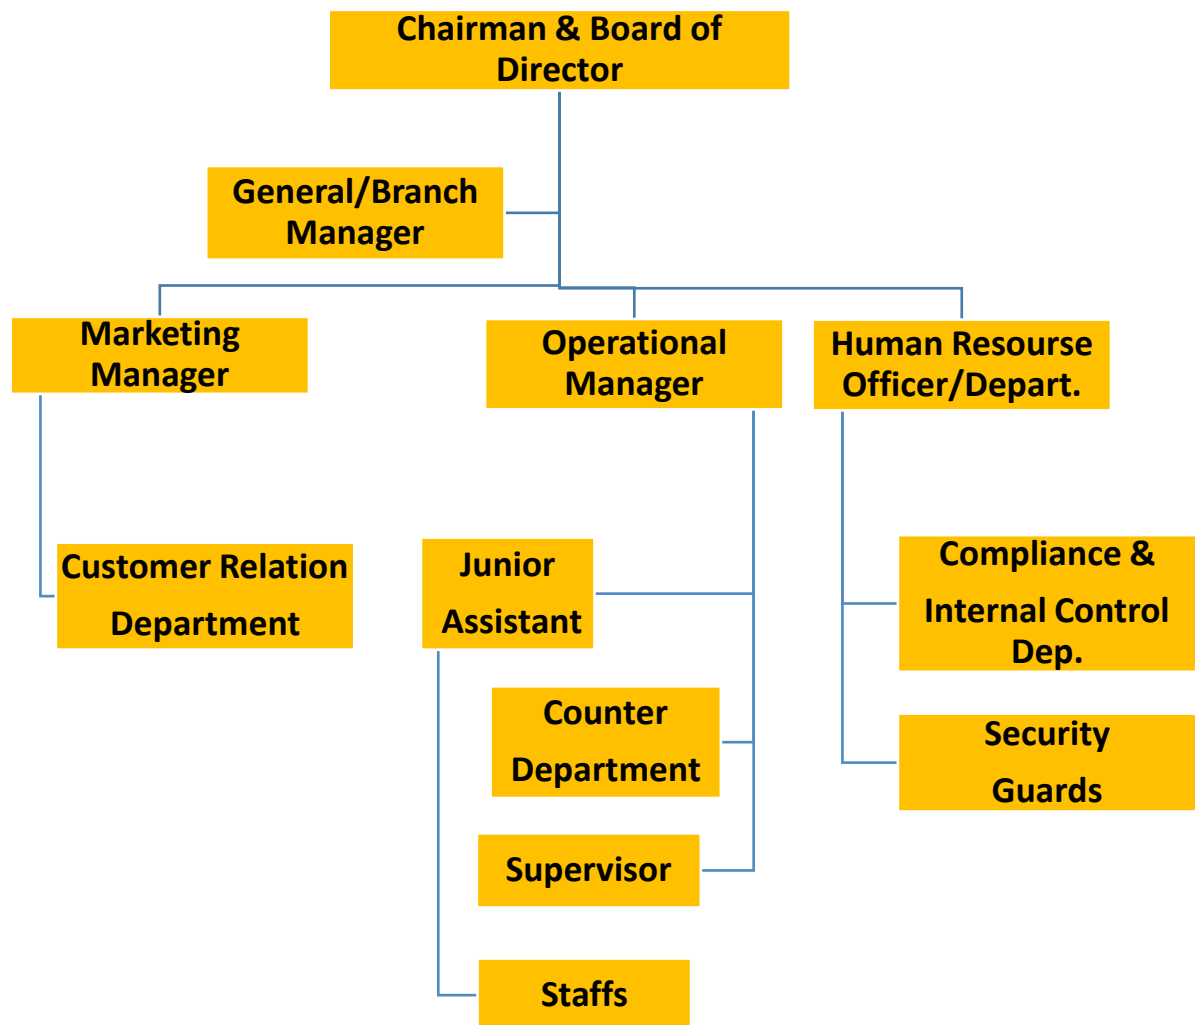 Chairman & Board of
Director
General/Branch
Manager
Marketing
Manager
Operational
Manager
Human Resourse
Officer/Depart.
Customer Relation
Department
Junior
Assistant
Compliance &
Internal Control
Dep.
Counter
Department
Security
Guards
Supervisor
Staffs